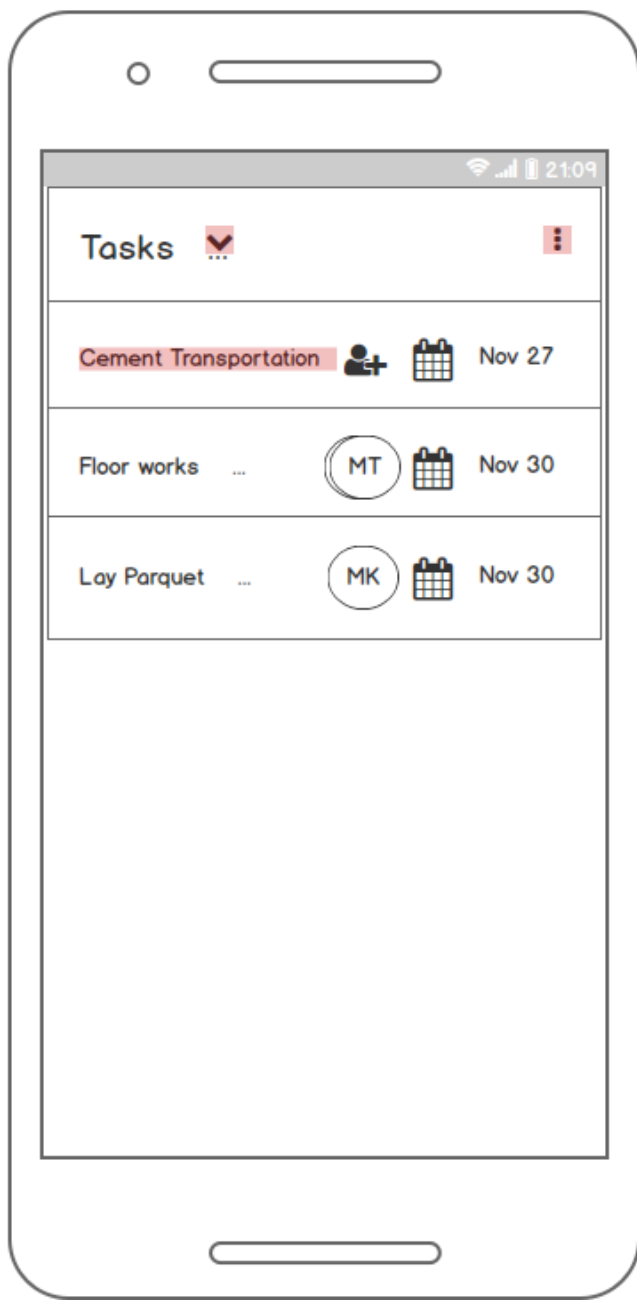 21:09
Tasks ...
Cement Transportation Nov 27
Floor works ... MT Nov 30
Lay Parquet ... MK Nov 30